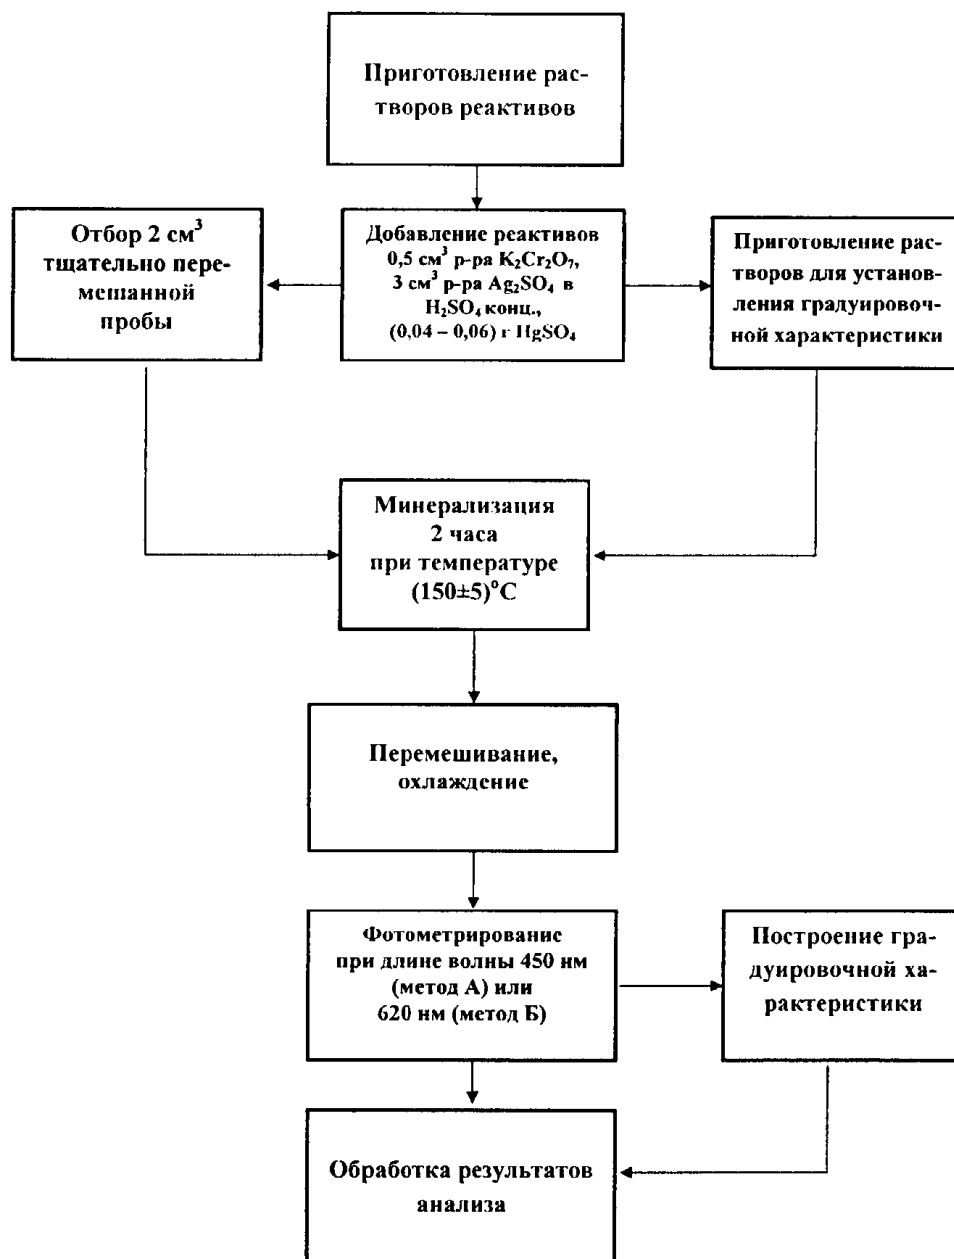 Приготовление рас-
творов реактивов
Отбор 2 см³
тщательно пере-
мешанной
пробы
Добавление реактивов
0,5 см³ р-ра K₂Cr₂O₇,
3 см³ р-ра Ag₂SO₄ в
H₂SO₄ конц.,
(0,04 – 0,06) г HgSO₄
Приготовление рас-
творов для установ-
ления градуировоч-
ной характеристики
Минерализация
2 часа
при температуре
(150±5)°С
Перемешивание,
охлаждение
Фотометрирование
при длине волны 450 нм
(метод А) или
620 нм (метод Б)
Построение гра-
дуировочной ха-
рактеристики
Обработка результатов
анализа